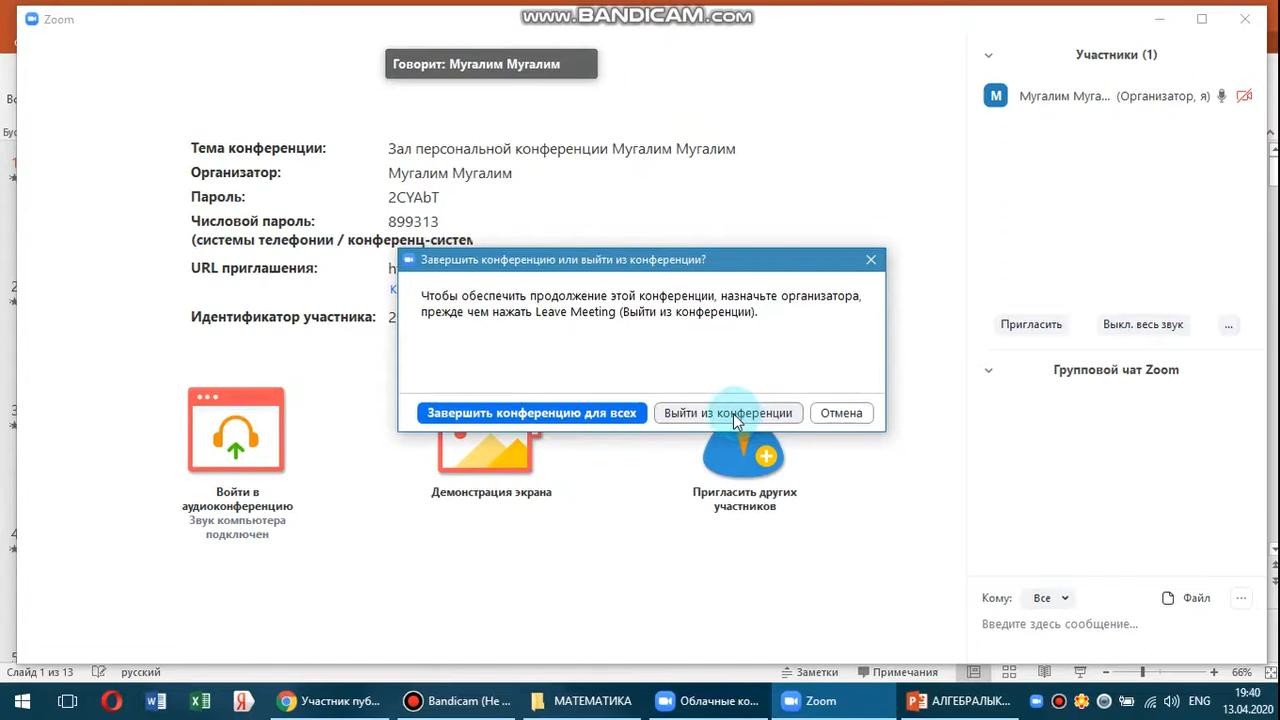 Zoom
www.BANDICAM.com
Говорит: Мугалим Мугалим
Участники (1)
М
Мугалим Муга... (Организатор, я)
Тема конференции:
Зал персональной конференции Мугалим Мугалим
Организатор:
Мугалим Мугалим
Пароль:
2CYAbT
Числовой пароль:
899313
(системы телефонии / конференц-систем
URL приглашения:
Идентификатор участника:
2
Завершить конференцию или выйти из конференции?
Чтобы обеспечить продолжение этой конференции, назначьте организатора,
прежде чем нажать Leave Meeting (Выйти из конференции).
Завершить конференцию для всех
Выйти из конференции
Отмена
Пригласить
Выкл. весь звук
...
Групповой чат Zoom
Войти в
аудиоконференцию
Звук компьютера
подключен
Демонстрация экрана
Пригласить других
участников
Кому:
Все
Файл
...
Введите здесь сообщение...
1
2
3
4
Слайд 1 из 13
русский
Заметки
Примечания
66%
Участник пуб...
Bandicam (Не ...
МАТЕМАТИКА
Облачные ко...
Zoom
АЛГЕБРАЛЫК...
ENG
19:40
13.04.2020